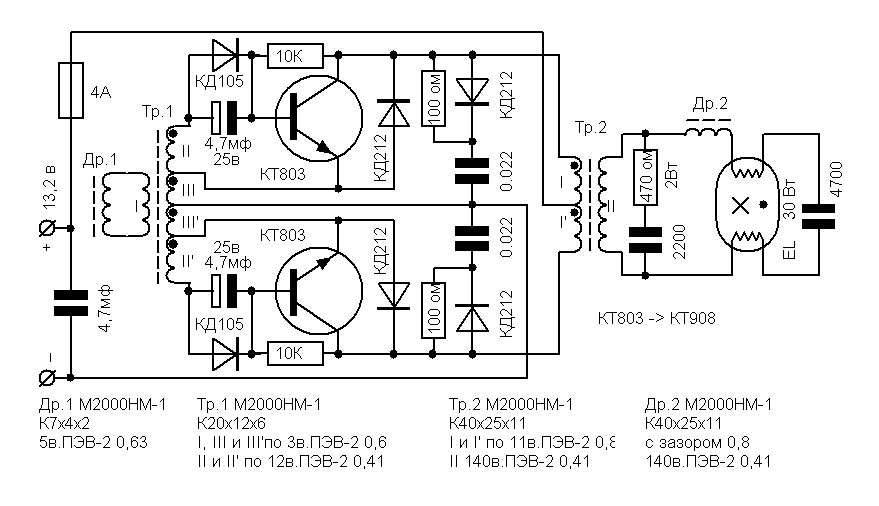 10К
4А
КД105
Тр.1
4,7мф
25в
II
КТ803
КД212
100 ом
КД212
0.022
Др.1
I
III
III'
II'
13,2 в
+
4,7мф
–
25в
4,7мф
КД105
КТ803
КД212
10К
100 ом
КД212
0.022
Тр.2
I
I'
II
470 ом
2Вт
2200
Др.2
30 Вт
EL
4700
КТ803 -> КТ908
Др.1 М2000НМ-1
К7х4х2
5в.ПЭВ-2 0,63
Тр.1 М2000НМ-1
К20х12х6
I, III и III'по 3в.ПЭВ-2 0,6
II и II' по 12в.ПЭВ-2 0,41
Тр.2 М2000НМ-1
К40х25х11
I и I' по 11в.ПЭВ-2 0,8
II 140в.ПЭВ-2 0,41
Др.2 М2000НМ-1
К40х25х11
с зазором 0,8
140в.ПЭВ-2 0,41